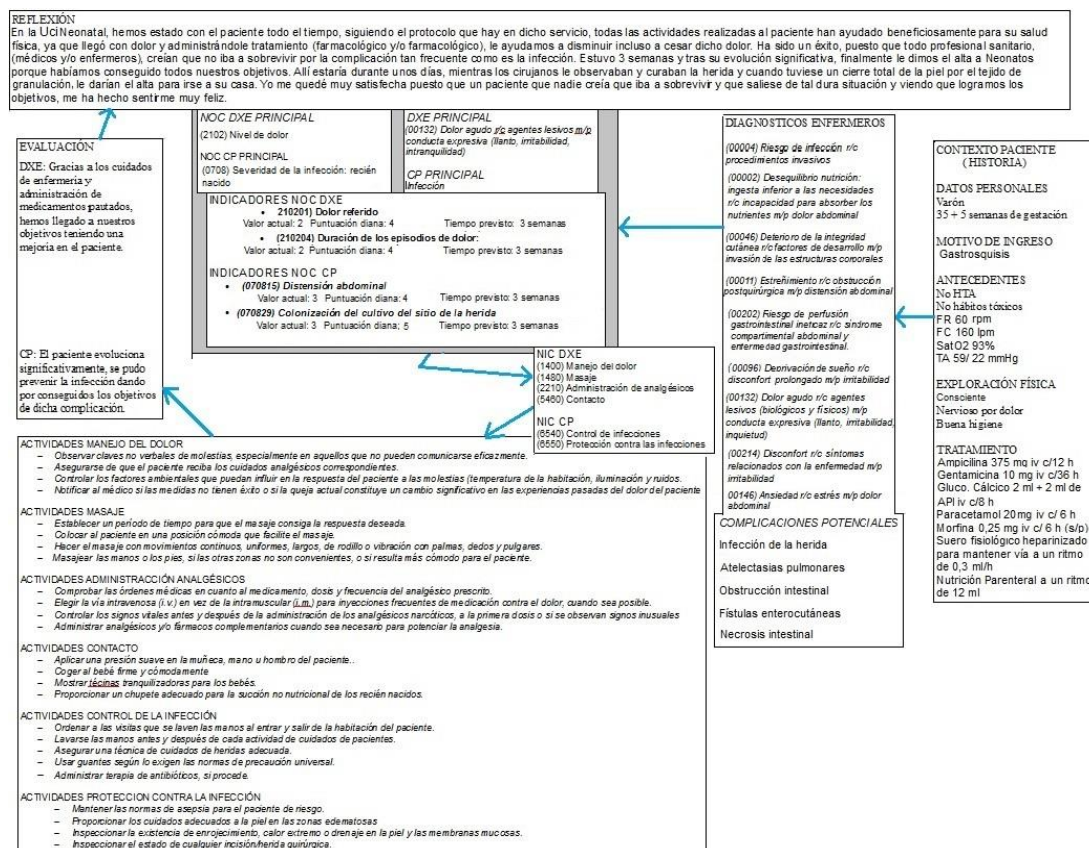 REFLEXIÓN
En la UciNeonatal, hemos estado con el paciente todo el tiempo, siguiendo el protocolo que hay en dicho servicio, todas las actividades realizadas al paciente han ayudado beneficiosamente para su salud
física, ya que llegó con dolor y administrándole tratamiento (farmacológico y/o farmacológico), le ayudamos a disminuir incluso a cesar dicho dolor. Ha sido un éxito, puesto que todo profesional sanitario,
(médicos y/o enfermeros), creían que no iba a sobrevivir por la complicación tan frecuente como es la infección. Estuvo 3 semanas y tras su evolución significativa, finalmente le dimos el alta a Neonatos
porque habíamos conseguido todos nuestros objetivos. Allí estaría durante unos días, mientras los cirujanos le observaban y curaban la herida y cuando tuviese un cierre total de la piel por el tejido de
granulación, le darían el alta para irse a su casa. Yo me quedé muy satisfecha puesto que un paciente que nadie creía que iba a sobrevivir y que saliese de tal dura situación y viendo que logramos los
objetivos, me ha hecho sentirme muy feliz.
EVALUACIÓN
DXE: Gracias a los cuidados
de enfermería y
administración de
medicamentos pautados,
hemos llegado a nuestros
objetivos teniendo una
mejoría en el paciente.
CP: El paciente evoluciona
significativamente, se pudo
prevenir la infección dando
por conseguidos los objetivos
de dicha complicación.
NOC DXE PRINCIPAL
(2102) Nivel de dolor
NOC CP PRINCIPAL
(0708) Severidad de la infección: recién
nacido
DXE PRINCIPAL
(00132) Dolor agudo r/c agentes lesivos m/p
conducta expresiva (llanto, irritabilidad,
intranquilidad)
CP PRINCIPAL
Infección
INDICADORES NOC DXE
• 210201) Dolor referido
Valor actual: 2 Puntuación diana: 4 Tiempo previsto: 3 semanas
• (210204) Duración de los episodios de dolor:
Valor actual: 2 Puntuación diana: 4 Tiempo previsto: 3 semanas
INDICADORES NOC CP
• (070815) Distensión abdominal
Valor actual: 3 Puntuación diana: 4 Tiempo previsto: 3 semanas
• (070829) Colonización del cultivo del sitio de la herida
Valor actual: 3 Puntuación diana; 5 Tiempo previsto: 3 semanas
DIAGNOSTICOS ENFERMEROS
(00004) Riesgo de infección r/c
procedimientos invasivos
(00002) Desequilibrio nutrición:
ingesta inferior a las necesidades
r/c incapacidad para absorber los
nutrientes m/p dolor abdominal
(00046) Deterioro de la integridad
cutánea r/c factores de desarrollo m/p
invasión de las estructuras corporales
(00011) Estreñimiento r/c obstrucción
postquirúrgica m/p distensión abdominal
(00202) Riesgo de perfusión
gastrointestinal ineficaz r/c síndrome
compartimental abdominal y
enfermedad gastrointestinal.
(00096) Deprivación de sueño r/c
disconfort prolongado m/p irritabilidad
(00132) Dolor agudo r/c agentes
lesivos (biológicos y físicos) m/p
conducta expresiva (llanto, irritabilidad,
inquietud)
(00214) Disconfort r/c síntomas
relacionados con la enfermedad m/p
irritabilidad
00146) Ansiedad r/c estrés m/p dolor
abdominal
COMPLICACIONES POTENCIALES
Infección de la herida
Atelectasias pulmonares
Obstrucción intestinal
Fístulas enterocutáneas
Necrosis intestinal
CONTEXTO PACIENTE
(HISTORIA)
DATOS PERSONALES
Varón
35 + 5 semanas de gestación
MOTIVO DE INGRESO
Gastrosquisis
ANTECEDENTES
No HTA
No hábitos tóxicos
FR 60 rpm
FC 160 lpm
SatO2 93%
TA 59/ 22 mmHg
EXPLORACIÓN FÍSICA
Consciente
Nervioso por dolor
Buena higiene
TRATAMIENTO
Ampicilina 375 mg iv c/12 h
Gentamicina 10 mg iv c/36 h
Gluco. Cálcico 2 ml + 2 ml de
API iv c/8 h
Paracetamol 20mg iv c/ 6 h
Morfina 0,25 mg iv c/ 6 h (s/p)
Suero fisiológico heparinizado
para mantener vía a un ritmo
de 0,3 ml/h
Nutrición Parenteral a un ritmo
de 12 ml
NIC DXE
(1400) Manejo del dolor
(1480) Masaje
(2210) Administración de analgésicos
(5460) Contacto
NIC CP
(6540) Control de infecciones
(6550) Protección contra las infecciones
ACTIVIDADES MANEJO DEL DOLOR
– Observar claves no verbales de molestias, especialmente en aquellos que no pueden comunicarse eficazmente.
– Asegurarse de que el paciente reciba los cuidados analgésicos correspondientes.
– Controlar los factores ambientales que puedan influir en la respuesta del paciente a las molestias (temperatura de la habitación, iluminación y ruidos.
– Notificar al médico si las medidas no tienen éxito o si la queja actual constituye un cambio significativo en las experiencias pasadas del dolor del paciente
ACTIVIDADES MASAJE
– Establecer un período de tiempo para que el masaje consiga la respuesta deseada.
– Colocar al paciente en una posición cómoda que facilite el masaje.
– Hacer el masaje con movimientos continuos, uniformes, largos, de rodillo o vibración con palmas, dedos y pulgares.
– Masajear las manos o los pies, si las otras zonas no son convenientes, o si resulta más cómodo para el paciente.
ACTIVIDADES ADMINISTRACCIÓN ANALGÉSICOS
– Comprobar las órdenes médicas en cuanto al medicamento, dosis y frecuencia del analgésico prescrito.
– Elegir la vía intravenosa (i.v.) en vez de la intramuscular (i.m.) para inyecciones frecuentes de medicación contra el dolor, cuando sea posible.
– Controlar los signos vitales antes y después de la administración de los analgésicos narcóticos, a la primera dosis o si se observan signos inusuales
– Administrar analgésicos y/o fármacos complementarios cuando sea necesario para potenciar la analgesia.
ACTIVIDADES CONTACTO
– Aplicar una presión suave en la muñeca, mano u hombro del paciente..
– Coger al bebé firme y cómodamente
– Mostrar técinas tranquilizadoras para los bebés.
– Proporcionar un chupete adecuado para la succión no nutricional de los recién nacidos.
ACTIVIDADES CONTROL DE LA INFECCIÓN
– Ordenar a las visitas que se laven las manos al entrar y salir de la habitación del paciente.
– Lavarse las manos antes y después de cada actividad de cuidados de pacientes.
– Asegurar una técnica de cuidados de heridas adecuada.
– Usar guantes según lo exigen las normas de precaución universal.
– Administrar terapia de antibióticos, si procede.
ACTIVIDADES PROTECCION CONTRA LA INFECCIÓN
– Mantener las normas de asepsia para el paciente de riesgo.
– Proporcionar los cuidados adecuados a la piel en las zonas edematosas
– Inspeccionar la existencia de enrojecimiento, calor extremo o drenaje en la piel y las membranas mucosas.
– Inspeccionar el estado de cualquier incisión/herida quirúrgica.